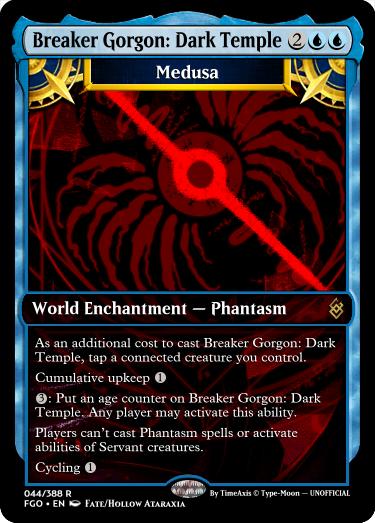 Breaker Gorgon: Dark Temple 2
Medusa
World Enchantment — Phantasm
As an additional cost to cast Breaker Gorgon: Dark
Temple, tap a connected creature you control.
Cumulative upkeep 1
3: Put an age counter on Breaker Gorgon: Dark
Temple. Any player may activate this ability.
Players can't cast Phantasm spells or activate
abilities of Servant creatures.
Cycling 1
044/388 R
FGO • EN Fate/Hollow Ataraxia
By TimeAxis © Type-Moon — UNOFFICIAL